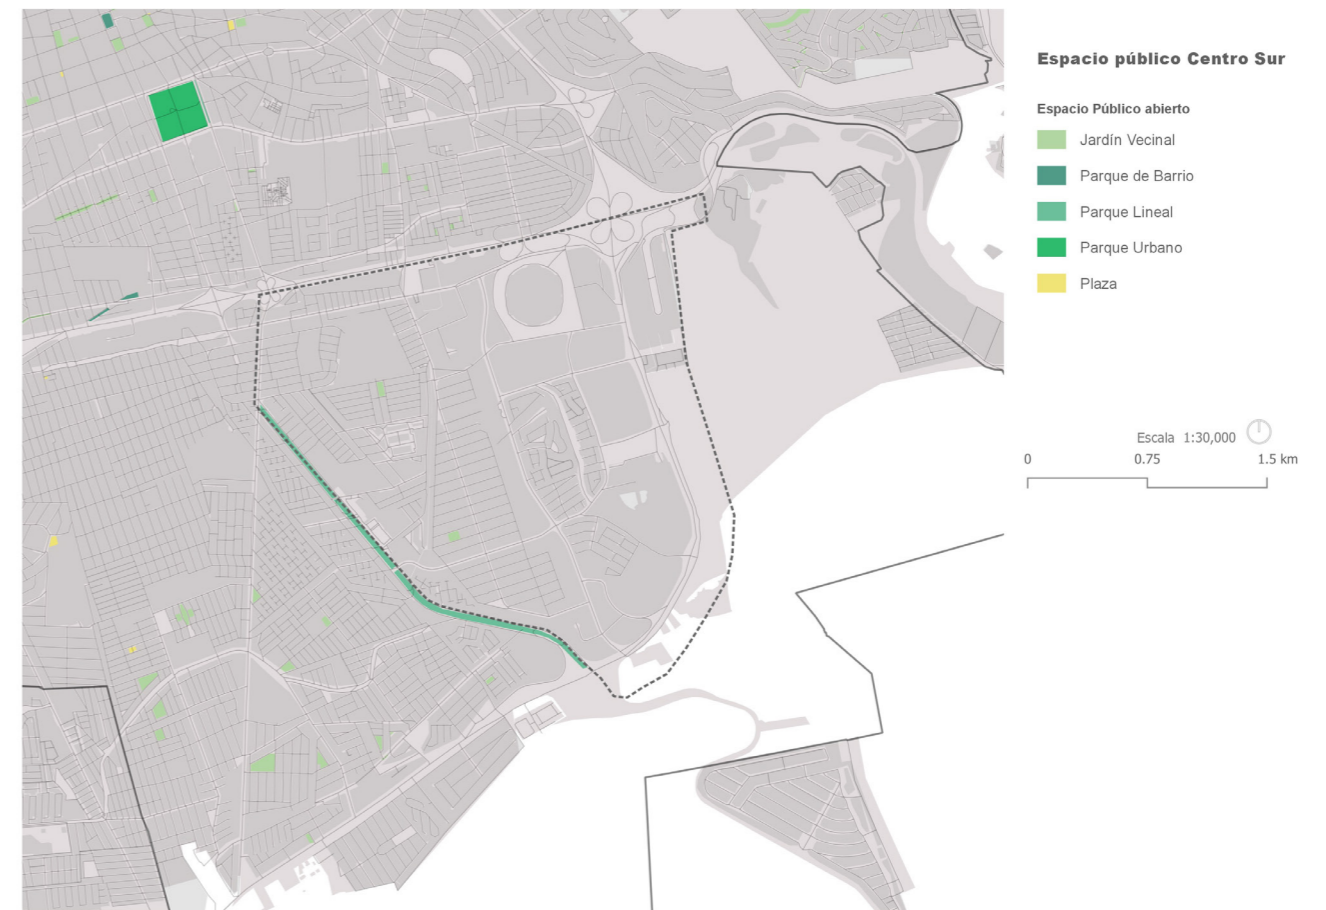 Espacio público Centro Sur
Espacio Público abierto
Jardín Vecinal
Parque de Barrio
Parque Lineal
Parque Urbano
Plaza
Escala 1:30,000
0 0.75 1.5 km